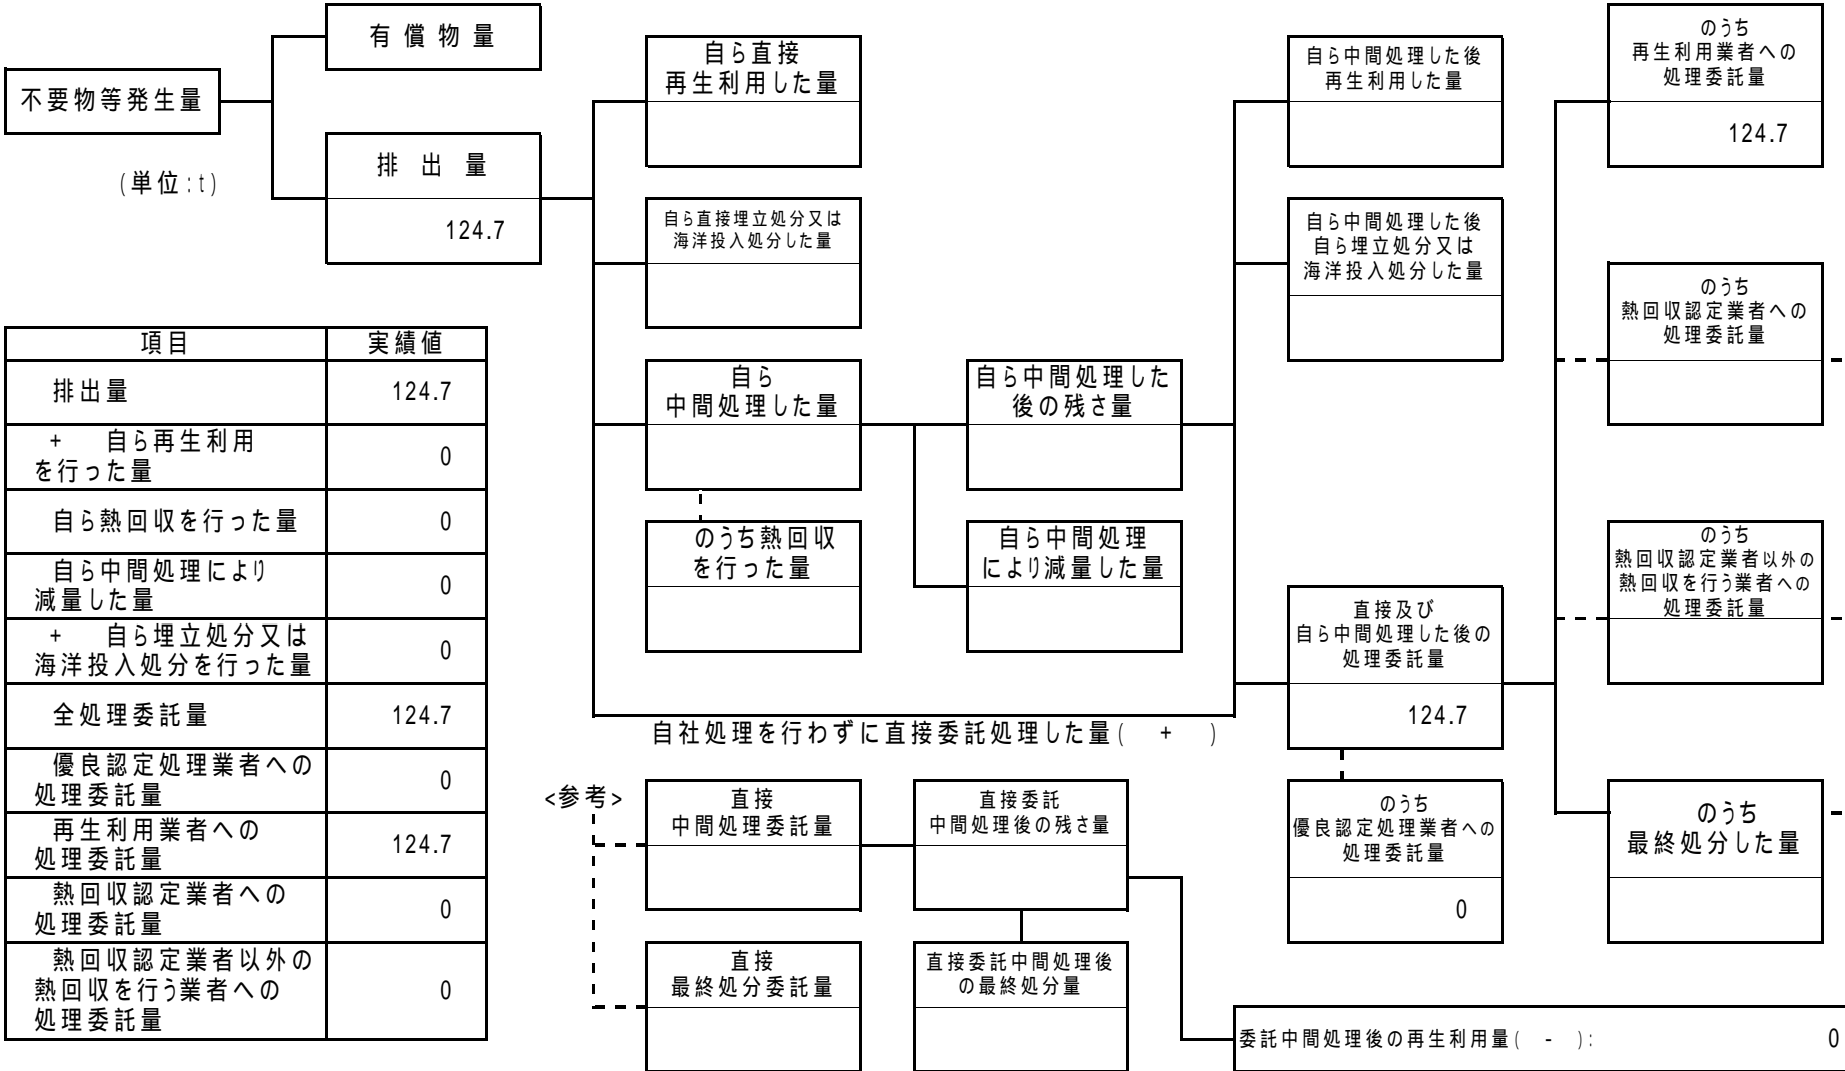 不要物等発生量
有償物量
排出量
124.7
(単位:t)
自ら直接
再生利用した量
自ら直接埋立処分又は
海洋投入処分した量
自ら
中間処理した量
のうち熱回収
を行った量
自ら中間処理した
後の残さ量
自ら中間処理
により減量した量
自ら中間処理した後
再生利用した量
自ら中間処理した後
自ら埋立処分又は
海洋投入処分した量
直接及び
自ら中間処理した後の
処理委託量
124.7
のうち
優良認定処理業者への
処理委託量
0
のうち
再生利用業者への
処理委託量
124.7
のうち
熱回収認定業者への
処理委託量
のうち
熱回収認定業者以外の
熱回収を行う業者への
処理委託量
のうち
最終処分した量
自社処理を行わずに直接委託処理した量( + )
項目 実績値
排出量 124.7
+ 自ら再生利用
を行った量 0
自ら熱回収を行った量 0
自ら中間処理により
減量した量 0
+ 自ら埋立処分又は
海洋投入処分を行った量 0
全処理委託量 124.7
優良認定処理業者への
処理委託量 0
再生利用業者への
処理委託量 124.7
熱回収認定業者への
処理委託量 0
熱回収認定業者以外の
熱回収を行う業者への
処理委託量 0
<参考>
直接
中間処理委託量
直接委託
中間処理後の残さ量
直接
最終処分委託量
直接委託中間処理後
の最終処分量
委託中間処理後の再生利用量( - ): 0